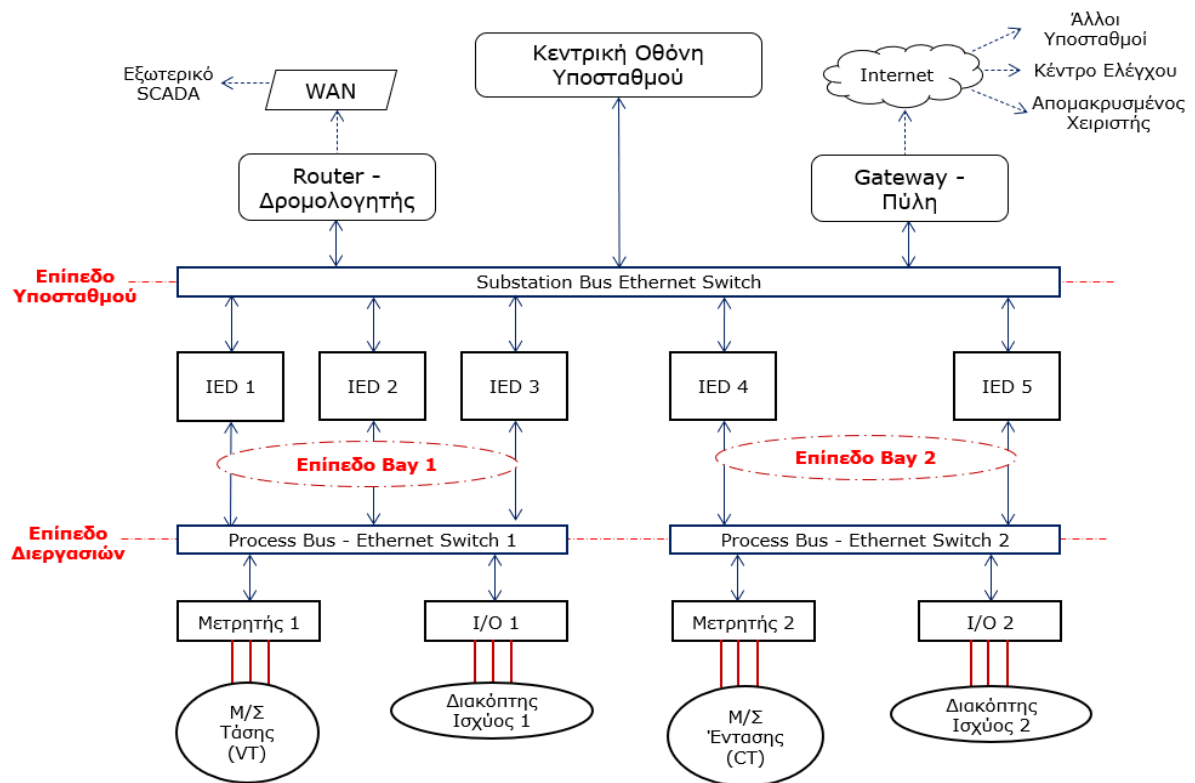 Εξωτερικό
SCADA
WAN
Κεντρική Οθόνη
Υποσταθμού
Internet
Άλλοι
Υποσταθμοί
Κέντρο Ελέγχου
Απομακρυσμένος
Χειριστής
Router -
Δρομολογητής
Gateway -
Πύλη
Επίπεδο
Υποσταθμού
Substation Bus Ethernet Switch
IED 1
IED 2
IED 3
IED 4
IED 5
Επίπεδο Bay 1
Επίπεδο Bay 2
Επίπεδο
Διεργασιών
Process Bus - Ethernet Switch 1
Process Bus - Ethernet Switch 2
Μετρητής 1
I/O 1
Μετρητής 2
I/O 2
Μ/Σ
Τάσης
(VT)
Διακόπτης
Ισχύος 1
Μ/Σ
Έντασης
(CT)
Διακόπτης
Ισχύος 2